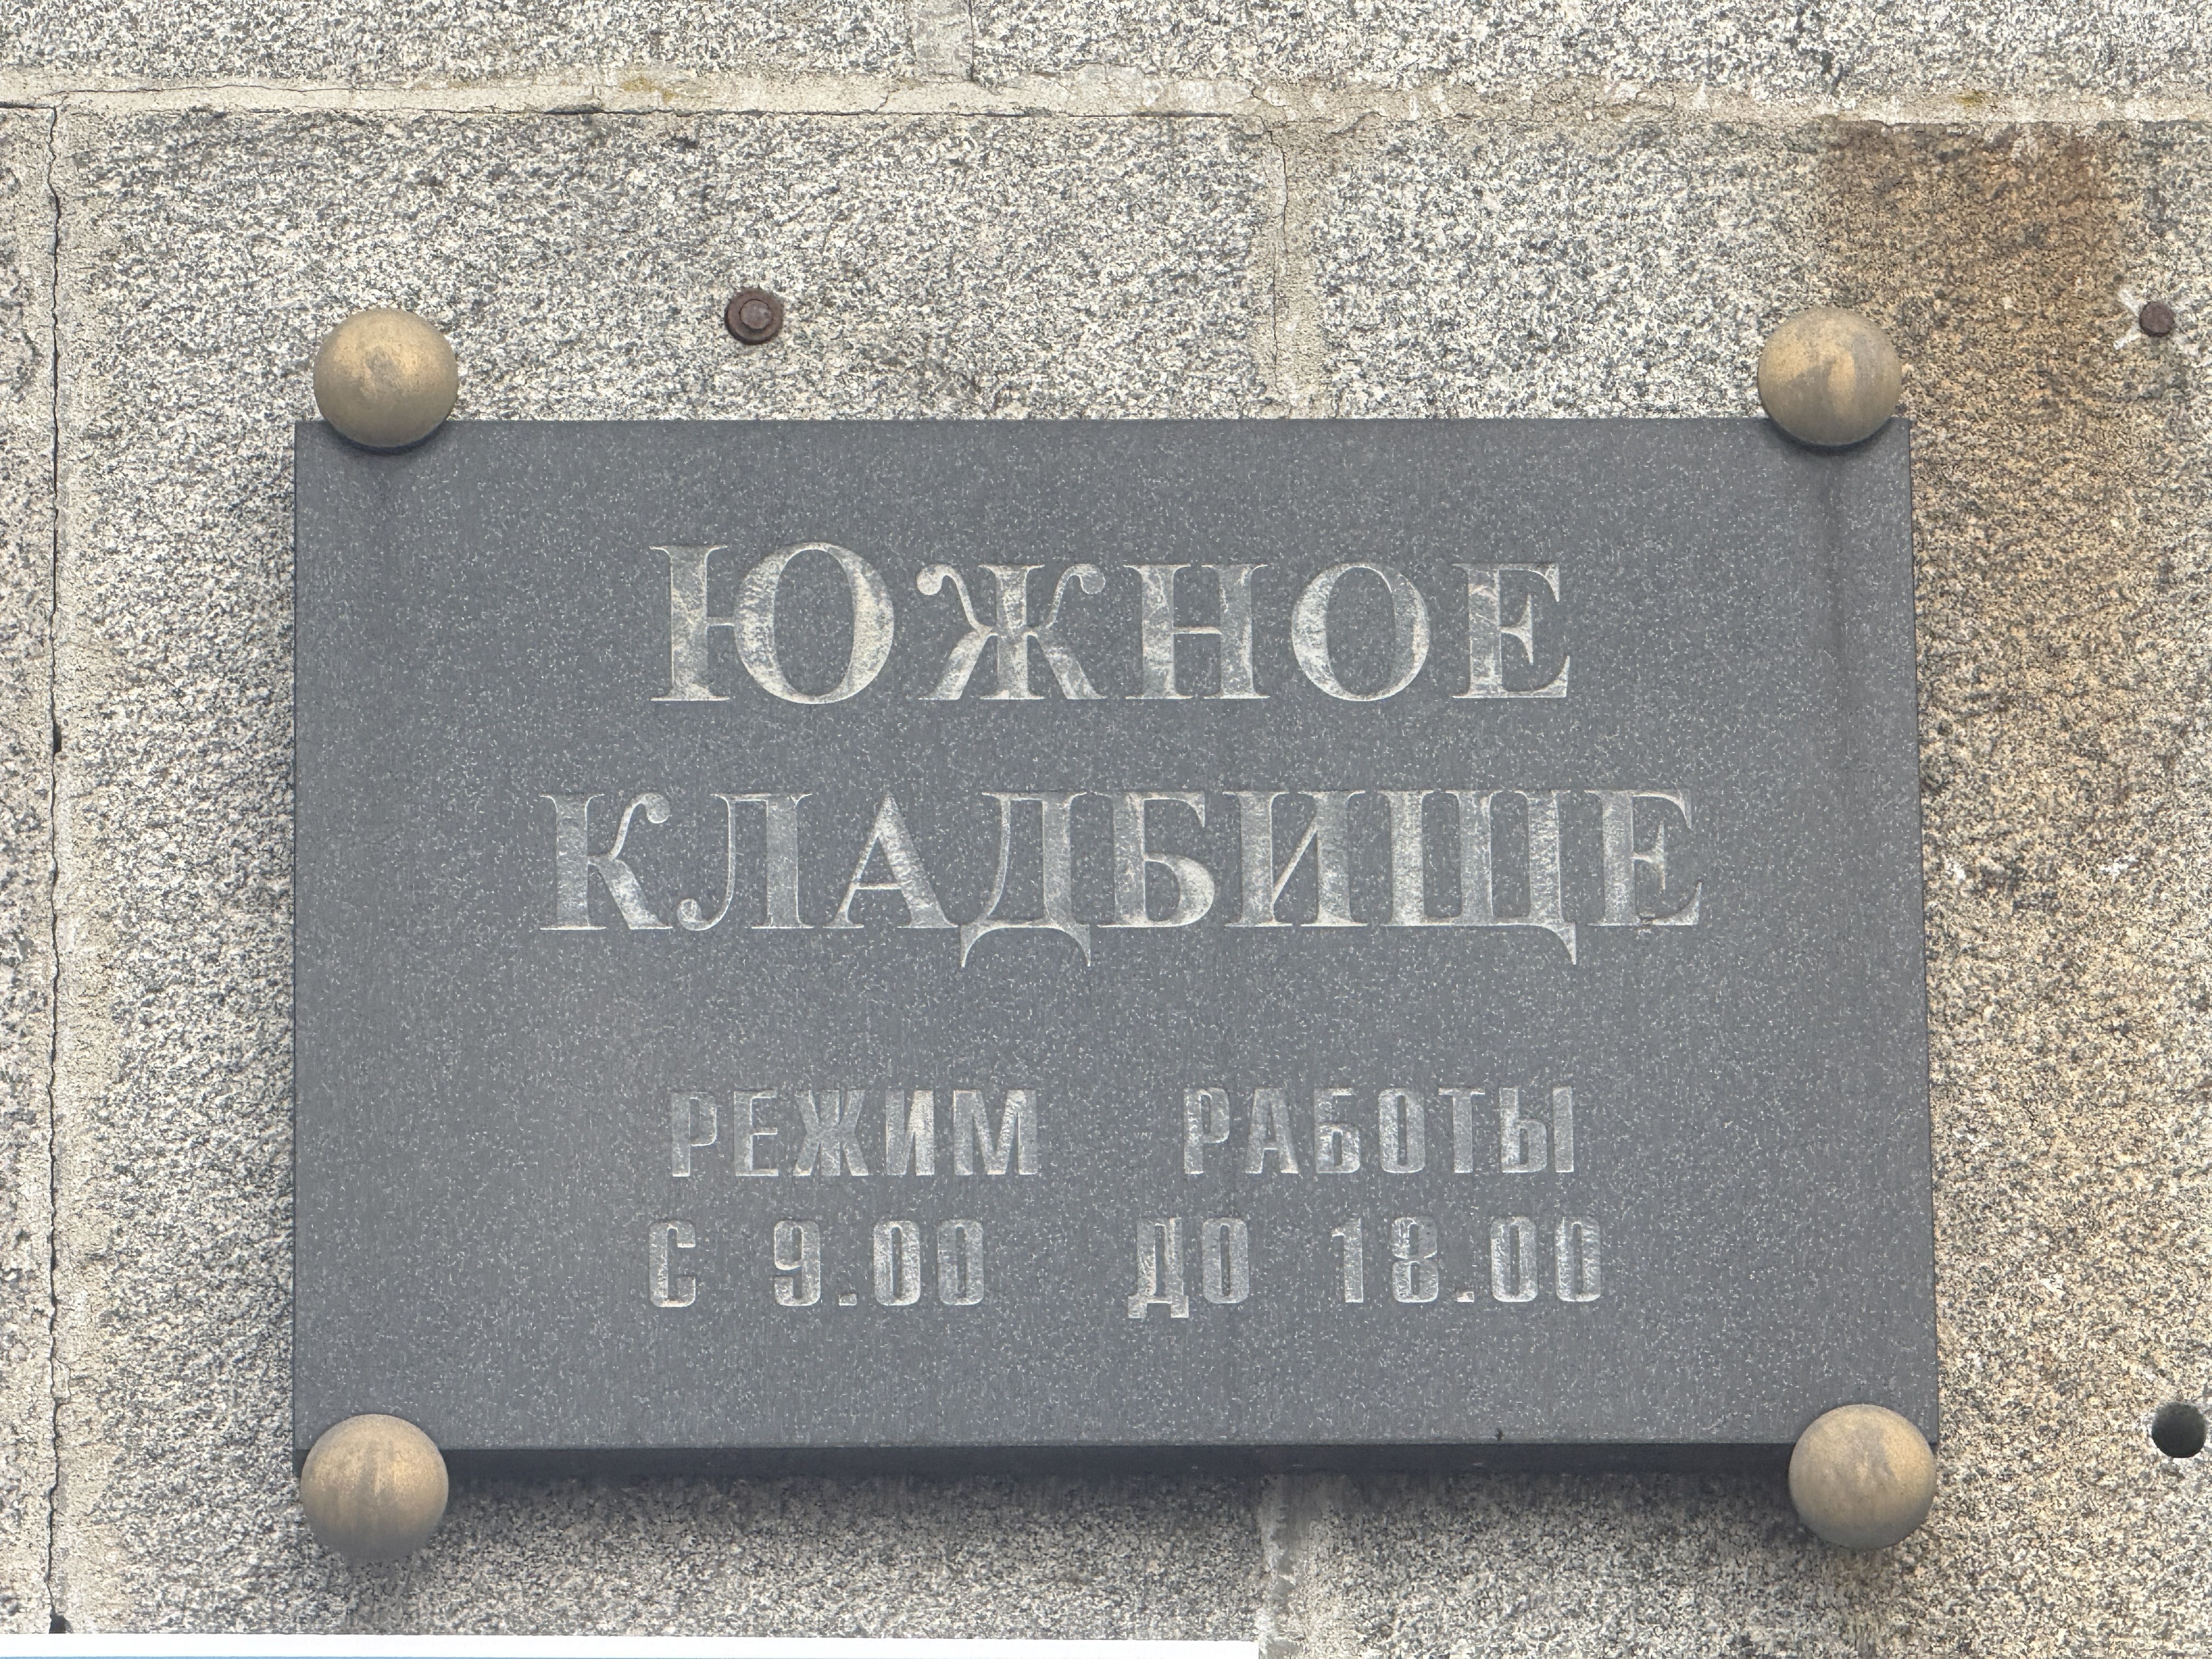 ЮЖНОЕ
КЛАДБИЩЕ
РЕЖИМ РАБОТЫ
С 9.00 ДО 18.00